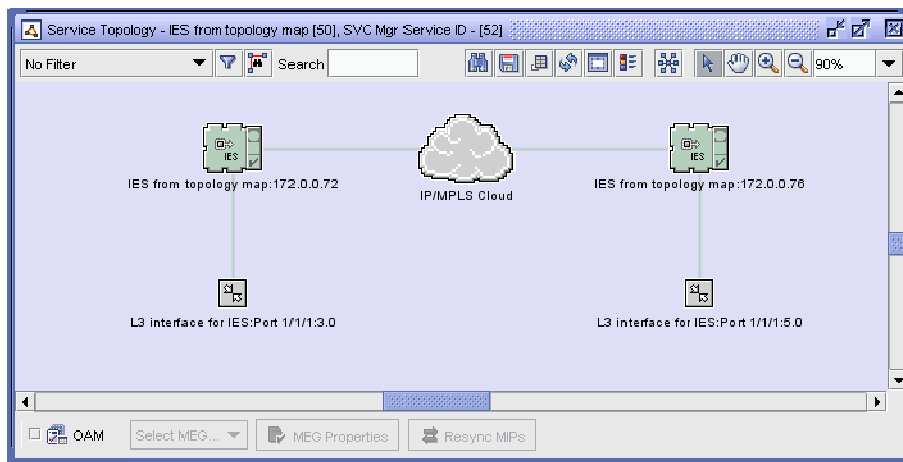 Service Topology - IES from topology map [50], SVC Mgr Service ID - [52]
No Filter Search 90%
IES IES
IES from topology map:172.0.0.72 IES from topology map:172.0.0.76
IP/MPLS Cloud
L3 interface for IES:Port 1/1/1:3.0 L3 interface for IES:Port 1/1/1:5.0
OAM Select MEG... MEG Properties Resync MIPs